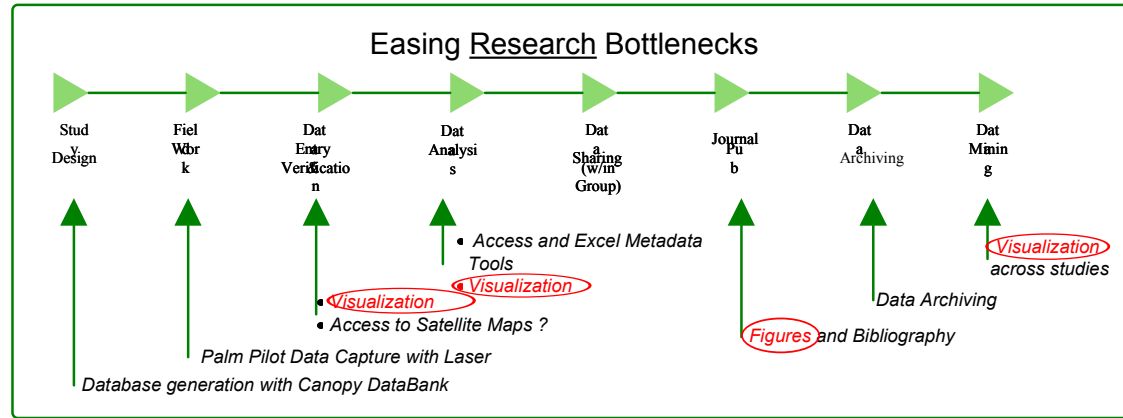 Easing Research Bottlenecks
Study
Design
Field
Work
Data
Entry &
Verification
Data
Analysis
Data
Sharing
(w/in
Group)
Journal
Pub
Data
Archiving
Data
Mining
• Access and Excel Metadata
Tools
• Visualization
Visualization
across studies
• Visualization
• Access to Satellite Maps ?
Data Archiving
Figures and Bibliography
Palm Pilot Data Capture with Laser
Database generation with Canopy DataBank